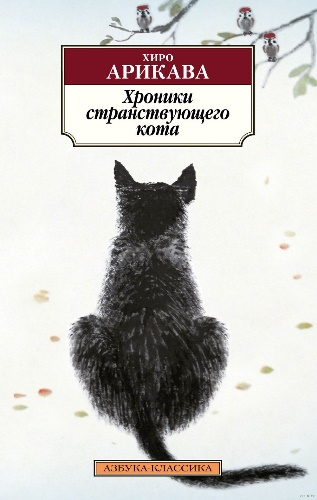 ХИРО
АРИКАВА
Хроники
странствующего
кота
АЗБУКА-КЛАССИКА